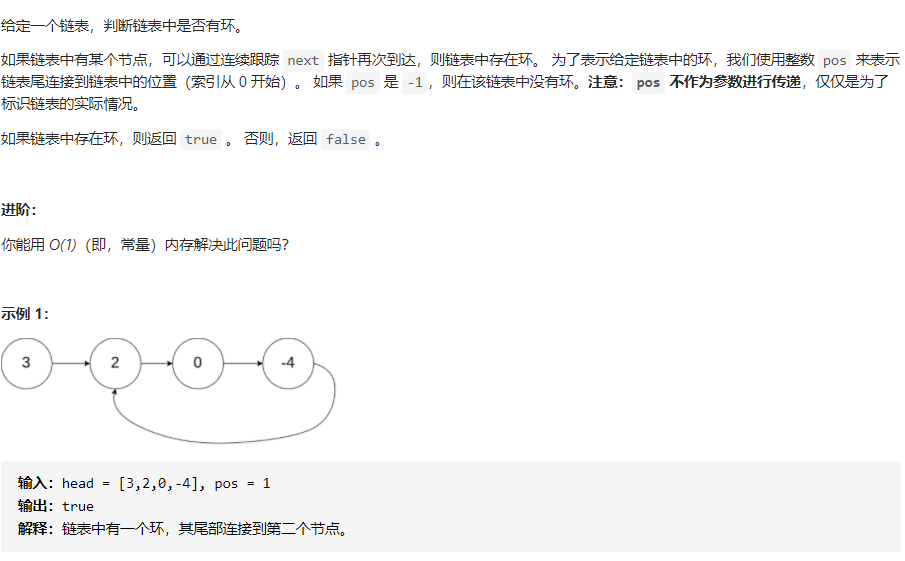 给定一个链表，判断链表中是否有环。
如果链表中有某个节点，可以通过连续跟踪 next 指针再次到达，则链表中存在环。 为了表示给定链表中的环，我们使用整数 pos 来表示
链表尾连接到链表中的位置（索引从 0 开始）。 如果 pos 是 -1，则在该链表中没有环。注意：pos 不作为参数进行传递，仅仅是为了
标识链表的实际情况。
如果链表中存在环，则返回 true 。 否则，返回 false 。
进阶：
你能用 O(1)（即，常量）内存解决此问题吗？
示例 1：
3 2 0 -4
输入：head = [3,2,0,-4], pos = 1
输出：true
解释：链表中有一个环，其尾部连接到第二个节点。